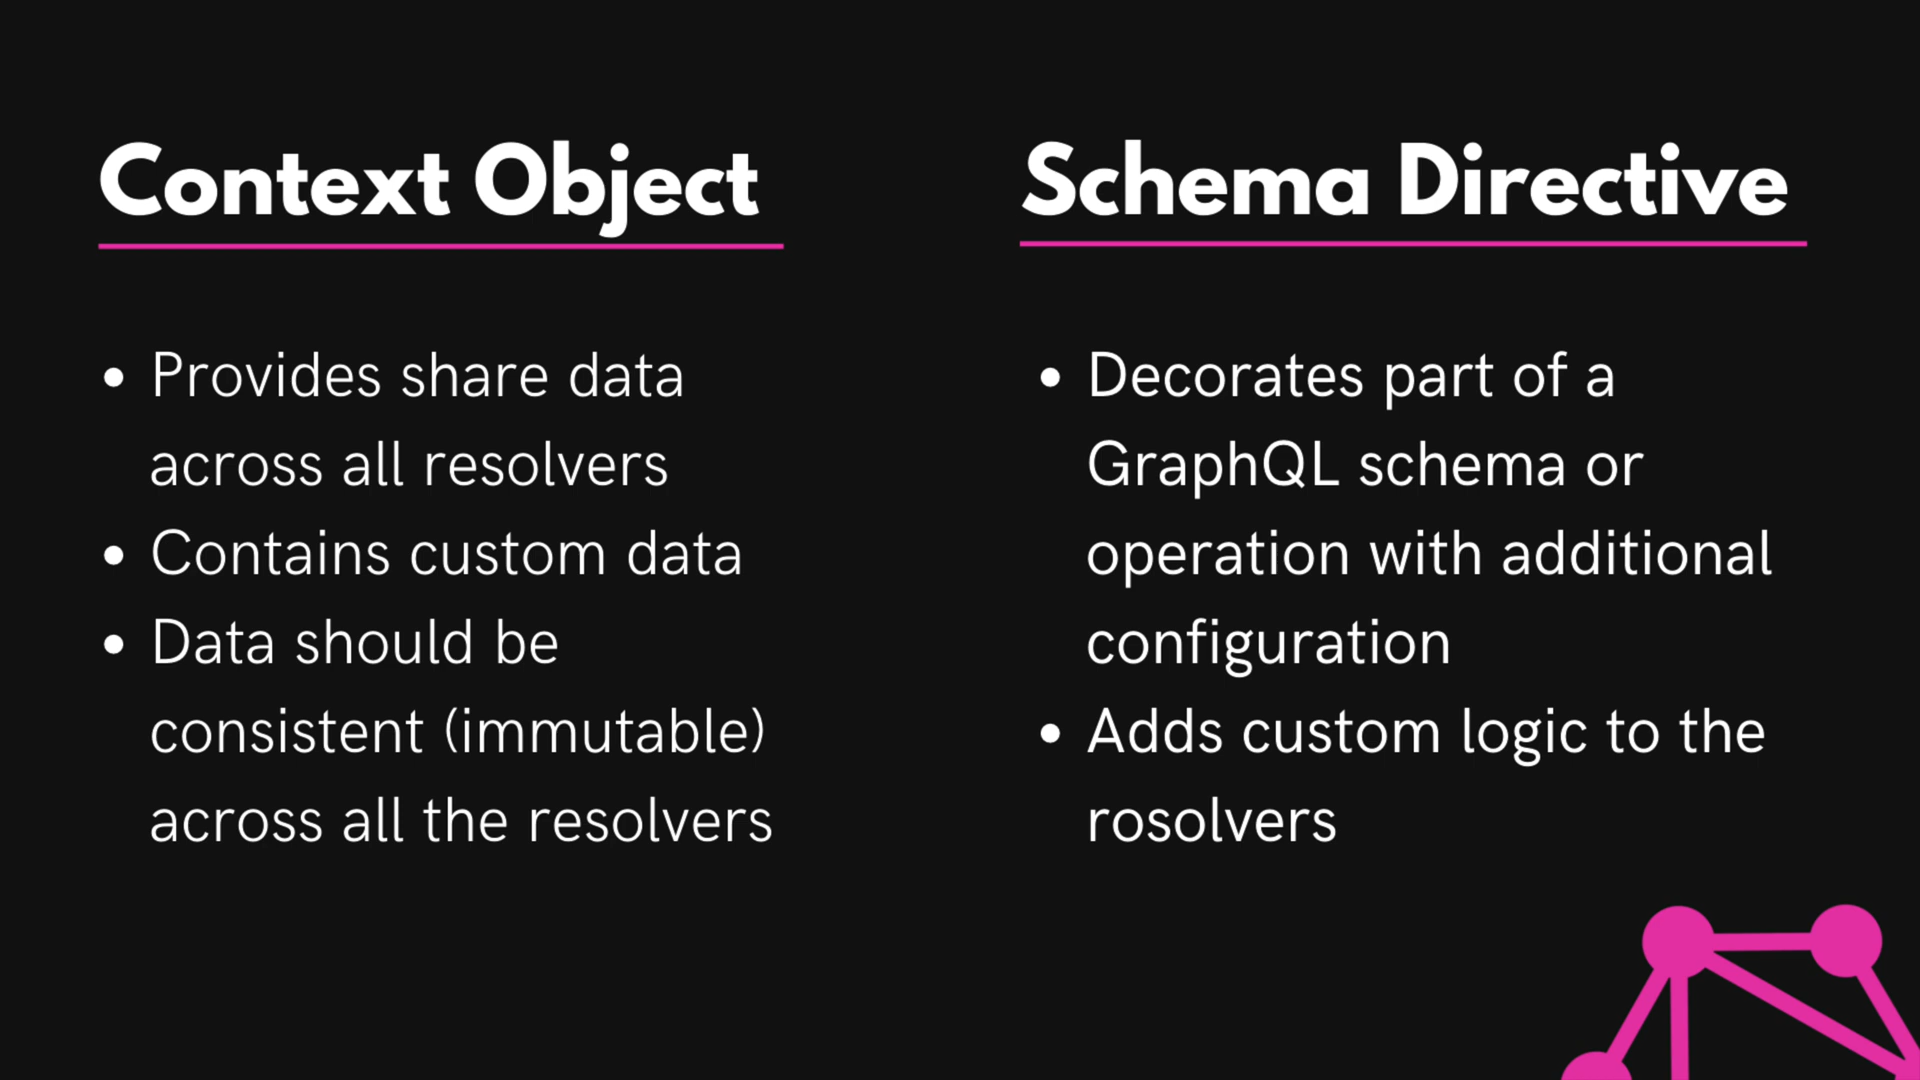 Context Object
• Provides share data
across all resolvers
• Contains custom data
• Data should be
consistent (immutable)
across all the resolvers
Schema Directive
• Decorates part of a
GraphQL schema or
operation with additional
configuration
• Adds custom logic to the
rosolvers